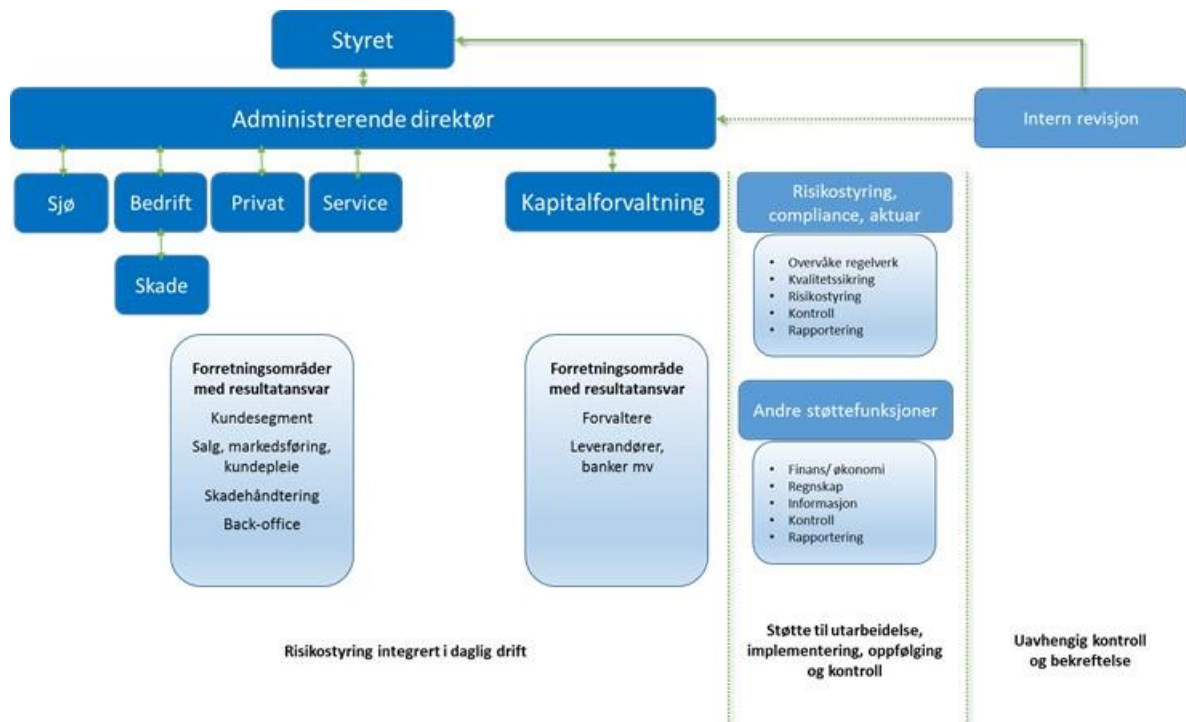 Styret
Administrerende direktør
Intern revisjon
Sjø
Bedrift
Privat
Service
Kapitalforvaltning
Risikostyring,
compliance, aktuar
Skade
• Overvåke regelverk
• Kvalitetssikring
• Risikostyring
• Kontroll
• Rapportering
Forretningsområder
med resultatansvar
Kundesegment
Salg, markedsføring,
kundepleie
Skadehåndtering
Back-office
Forretningsområde
med resultatansvar
Forvaltere
Leverandører,
banker mv
Andre støttefunksjoner
• Finans/ økonomi
• Regnskap
• Informasjon
• Kontroll
• Rapportering
Risikostyring integrert i daglig drift
Støtte til utarbeidelse,
implementering, oppfølging
og kontroll
Uavhengig kontroll
og bekreftelse